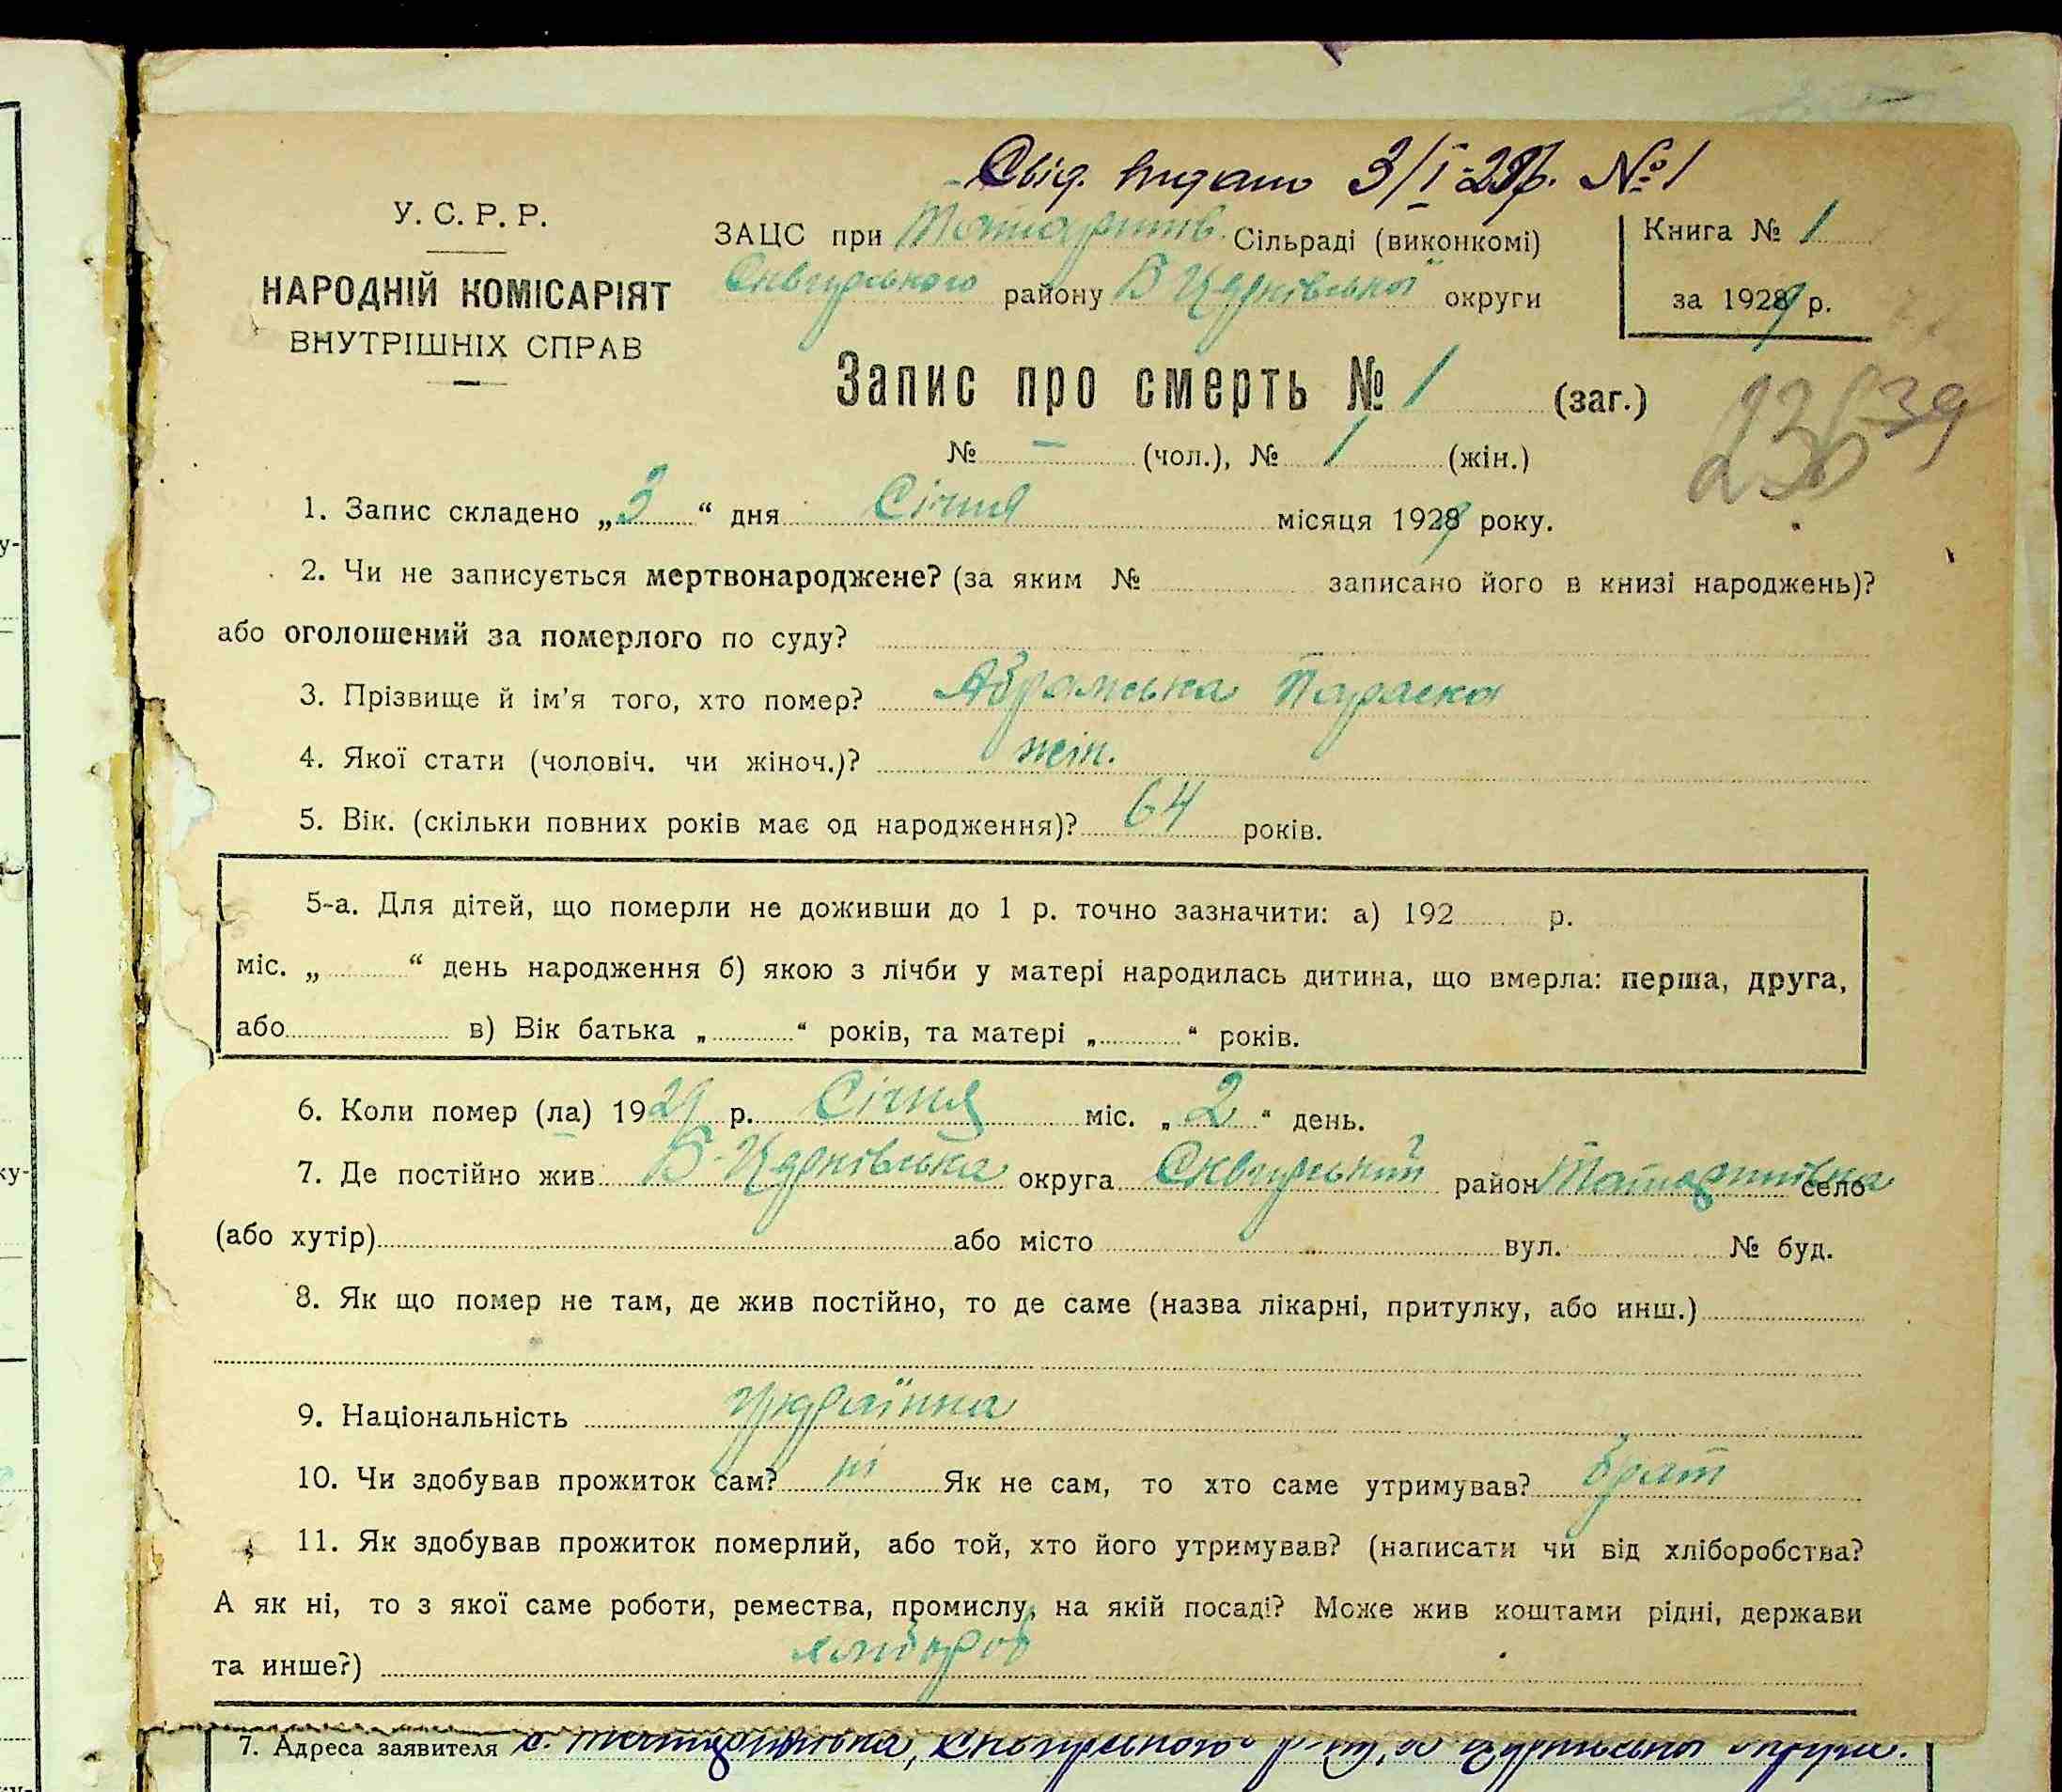 Свід. видано 3/I-29р. №1
У. С. Р. Р.
НАРОДНІЙ КОМІСАРІЯТ
ВНУТРІШНІХ СПРАВ
ЗАЦС при Татаринів. Сільраді (виконкомі)
Сквирського району Б Церківської округи
Книга № 1
за 1929 р.
Запис про смерть № 1 (заг.)
№ — (чол.), № 1 (жін.)
1. Запис складено „3“ дня Січня місяця 1929 року.
2. Чи не записується мертвонароджене? (за яким № записано його в книзі народжень)?
або оголошений за померлого по суду?
3. Прізвище й ім’я того, хто помер? Абрамська Параска
4. Якої стати (чоловіч. чи жіноч.)? жін.
5. Вік. (скільки повних років має од народження)? 64 років.
5-а. Для дітей, що померли не доживши до 1 р. точно зазначити: а) 192 р.
міс. „ “ день народження б) якою з лічби у матері народилась дитина, що вмерла: перша, друга,
або в) Вік батька „ “ років, та матері „ “ років.
6. Коли помер (ла) 1929 р. Січня міс. „2“ день.
7. Де постійно жив Б-Церківська округа Сквирський район Татаринівка село
(або хутір) або місто вул. № буд.
8. Як що помер не там, де жив постійно, то де саме (назва лікарні, притулку, або инш.)
9. Національність українка
10. Чи здобував прожиток сам? ні Як не сам, то хто саме утримував? брат
11. Як здобував прожиток померлий, або той, хто його утримував? (написати чи від хліборобства?
А як ні, то з якої саме роботи, ремества, промислу, на якій посаді? Може жив коштами рідні, держави
та инше?) хлібороб
7. Адреса заявителя с. Татаринівка, Сквирського